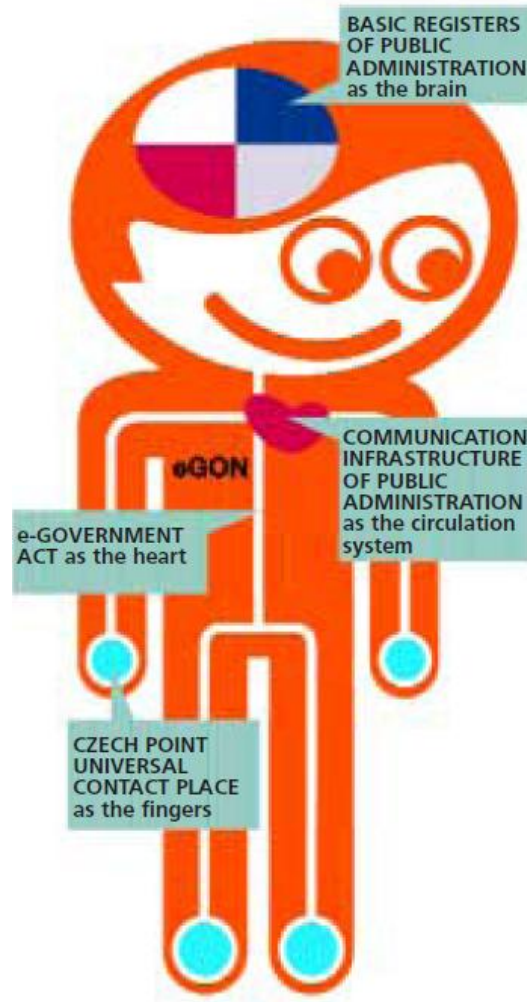 BASIC REGISTERS
OF PUBLIC
ADMINISTRATION
as the brain
COMMUNICATION
INFRASTRUCTURE
OF PUBLIC
ADMINISTRATION
as the circulation
system
eGON
e-GOVERNMENT
ACT as the heart
CZECH POINT
UNIVERSAL
CONTACT PLACE
as the fingers